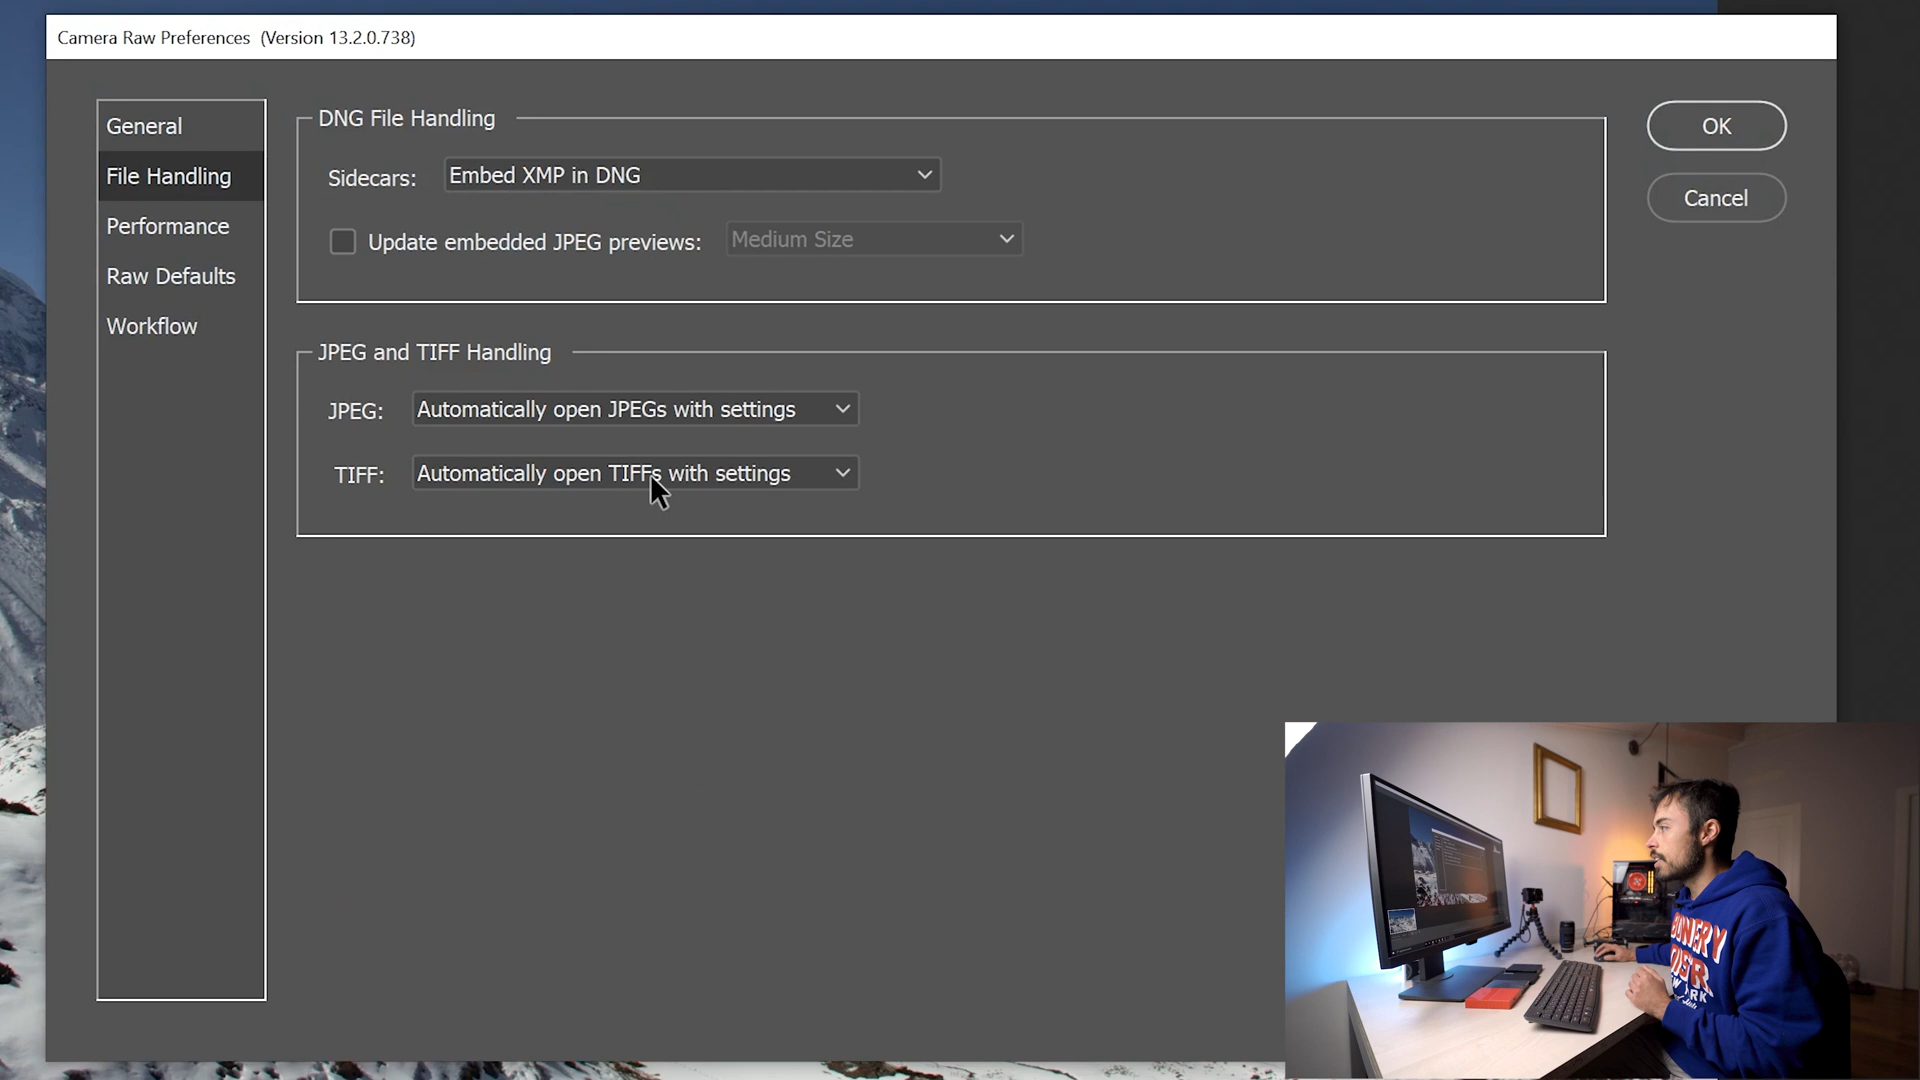 Camera Raw Preferences (Version 13.2.0.738)
General
File Handling
Performance
Raw Defaults
Workflow
DNG File Handling
Sidecars: Embed XMP in DNG
Update embedded JPEG previews: Medium Size
JPEG and TIFF Handling
JPEG: Automatically open JPEGs with settings
TIFF: Automatically open TIFFs with settings
OK
Cancel